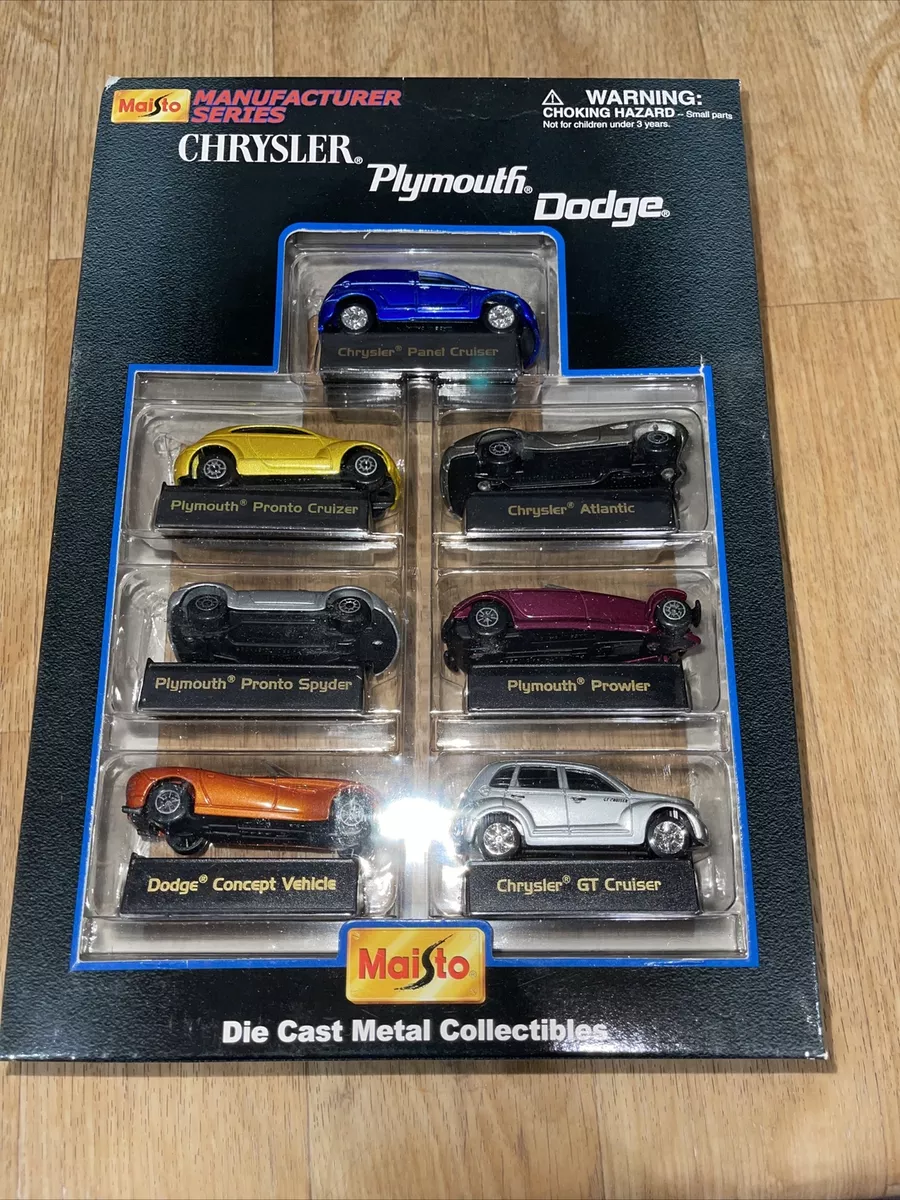 Maisto MANUFACTURER
SERIES
⚠ WARNING:
CHOKING HAZARD -- Small parts
Not for children under 3 years.
CHRYSLER®
Plymouth®
Dodge®
Chrysler® Panel Cruiser
Plymouth® Pronto Cruizer
Chrysler® Atlantic
Plymouth® Pronto Spyder
Plymouth® Prowler
GT CRUISER
Dodge® Concept Vehicle
Chrysler® GT Cruiser
Maisto®
Die Cast Metal Collectibles